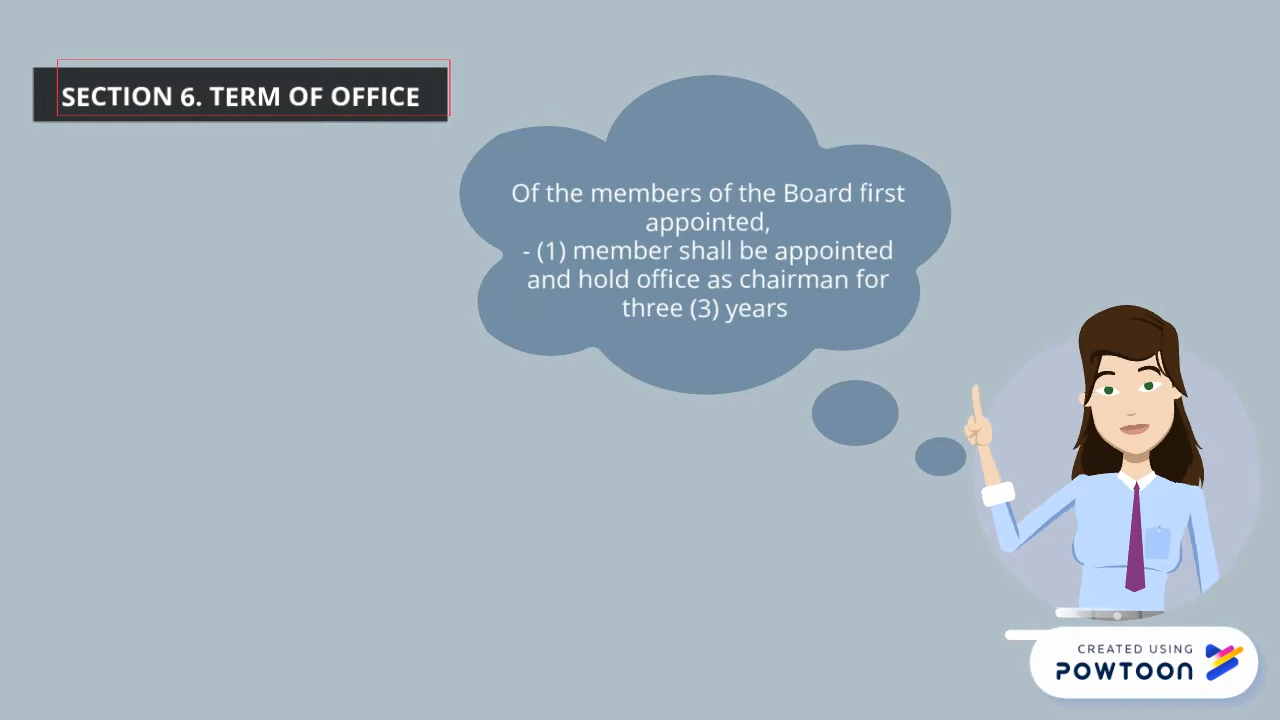 SECTION 6. TERM OF OFFICE
Of the members of the Board first
appointed,
- (1) member shall be appointed
and hold office as chairman for
three (3) years
CREATED USING
POWTOON